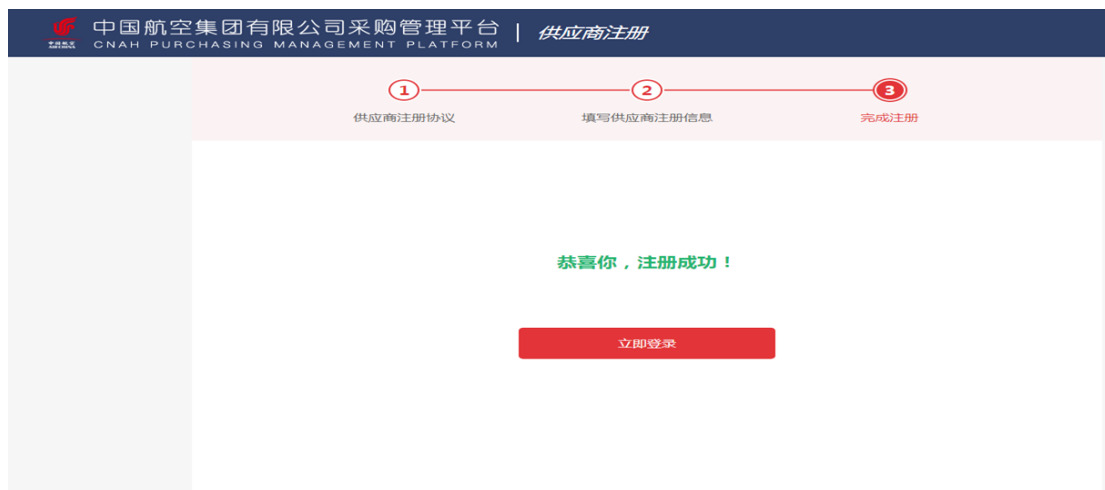 中国航空集团有限公司采购管理平台 | 供应商注册
CNAH PURCHASING MANAGEMENT PLATFORM
1 2 3
供应商注册协议 填写供应商注册信息 完成注册
恭喜你，注册成功！
立即登录